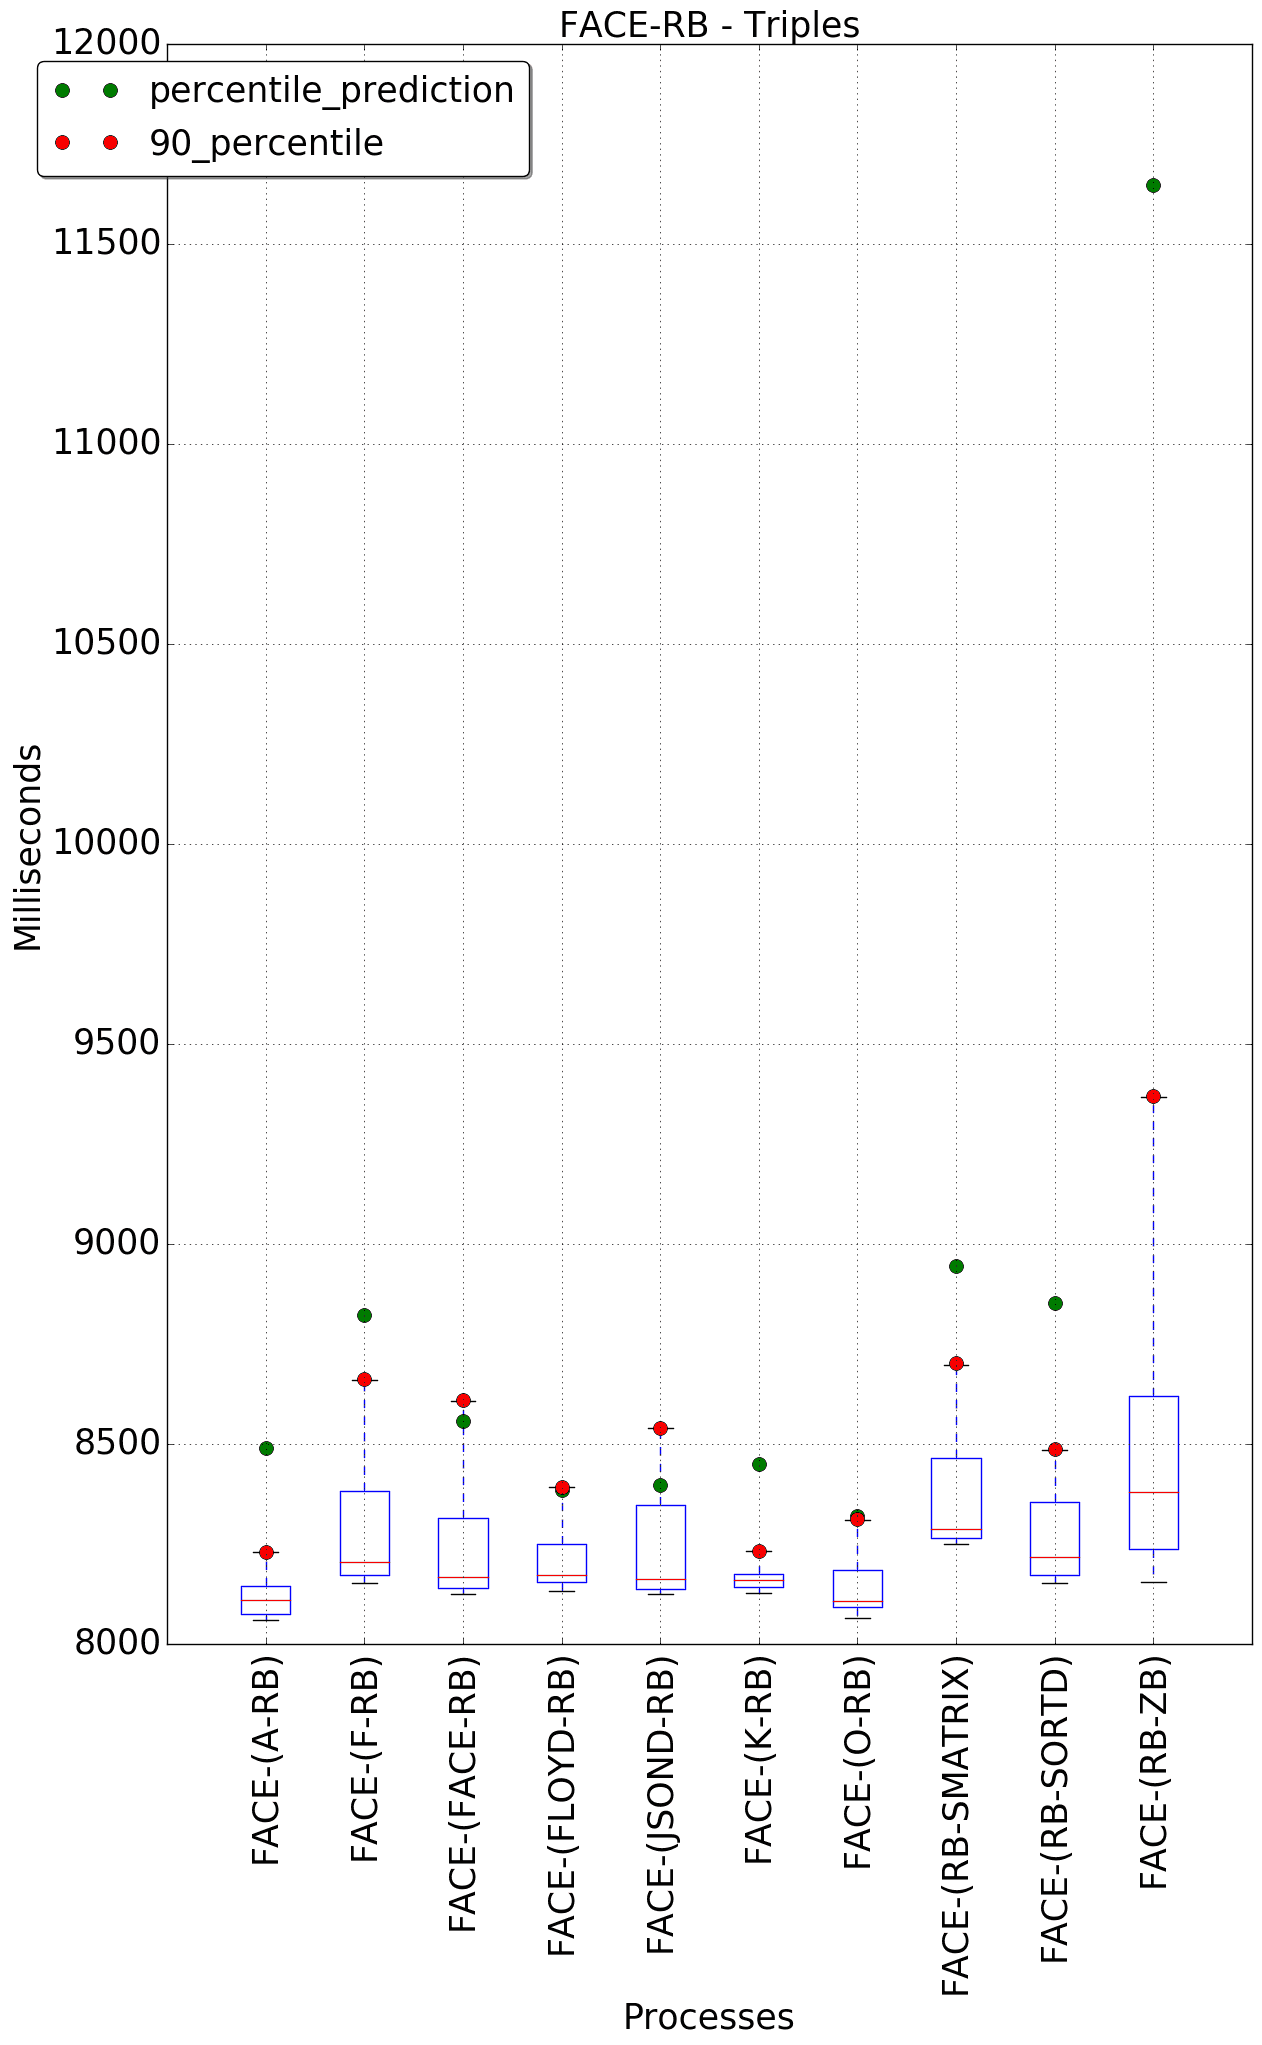 FACE-RB - Triples
percentile_prediction
90_percentile
12000
11500
11000
10500
10000
9500
9000
8500
8000
Milliseconds
FACE-(A-RB)
FACE-(F-RB)
FACE-(FACE-RB)
FACE-(FLOYD-RB)
FACE-(JSOND-RB)
FACE-(K-RB)
FACE-(O-RB)
FACE-(RB-SMATRIX)
FACE-(RB-SORTD)
FACE-(RB-ZB)
Processes